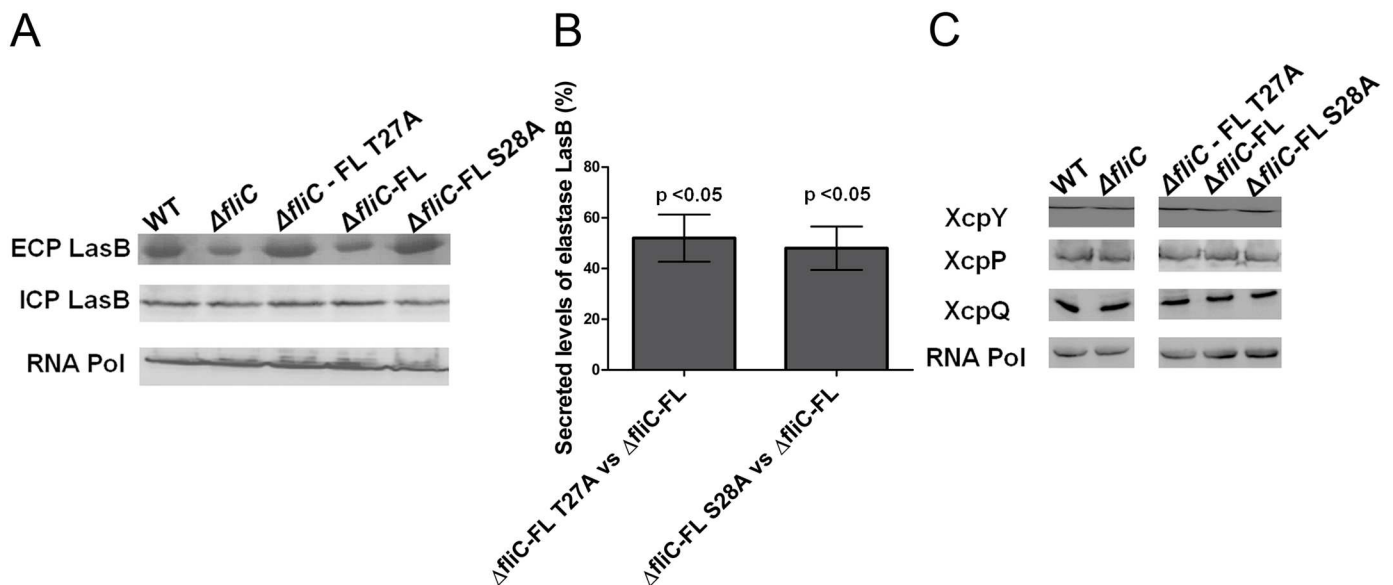 A
WT
ΔfliC
ΔfliC - FL T27A
ΔfliC-FL
ΔfliC-FL S28A
ECP LasB
ICP LasB
RNA Pol
B
Secreted levels of elastase LasB (%)
80
60
40
20
0
p <0.05
p <0.05
ΔfliC-FL T27A vs ΔfliC-FL
ΔfliC-FL S28A vs ΔfliC-FL
C
WT
ΔfliC
ΔfliC - FL T27A
ΔfliC-FL
ΔfliC-FL S28A
XcpY
XcpP
XcpQ
RNA Pol